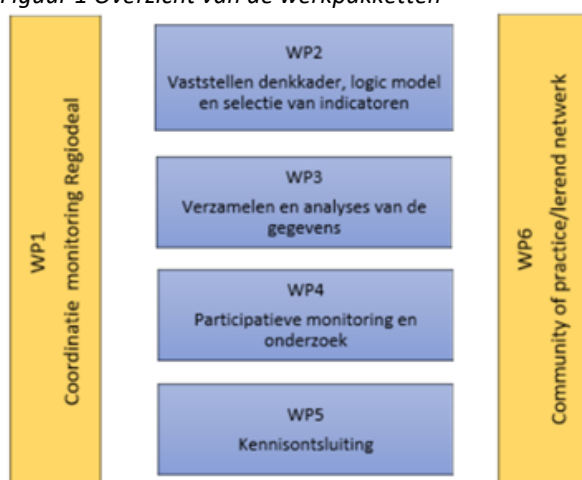 Figuur 1 Overzicht van de werkpakketten
WP1
Coordinatie monitoring Regiodeal
WP2
Vaststellen denkkader, logic model
en selectie van indicatoren
WP3
Verzamelen en analyses van de
gegevens
WP4
Participatieve monitoring en
onderzoek
WP5
Kennisontsluiting
WP6
Community of practice/lerend netwerk